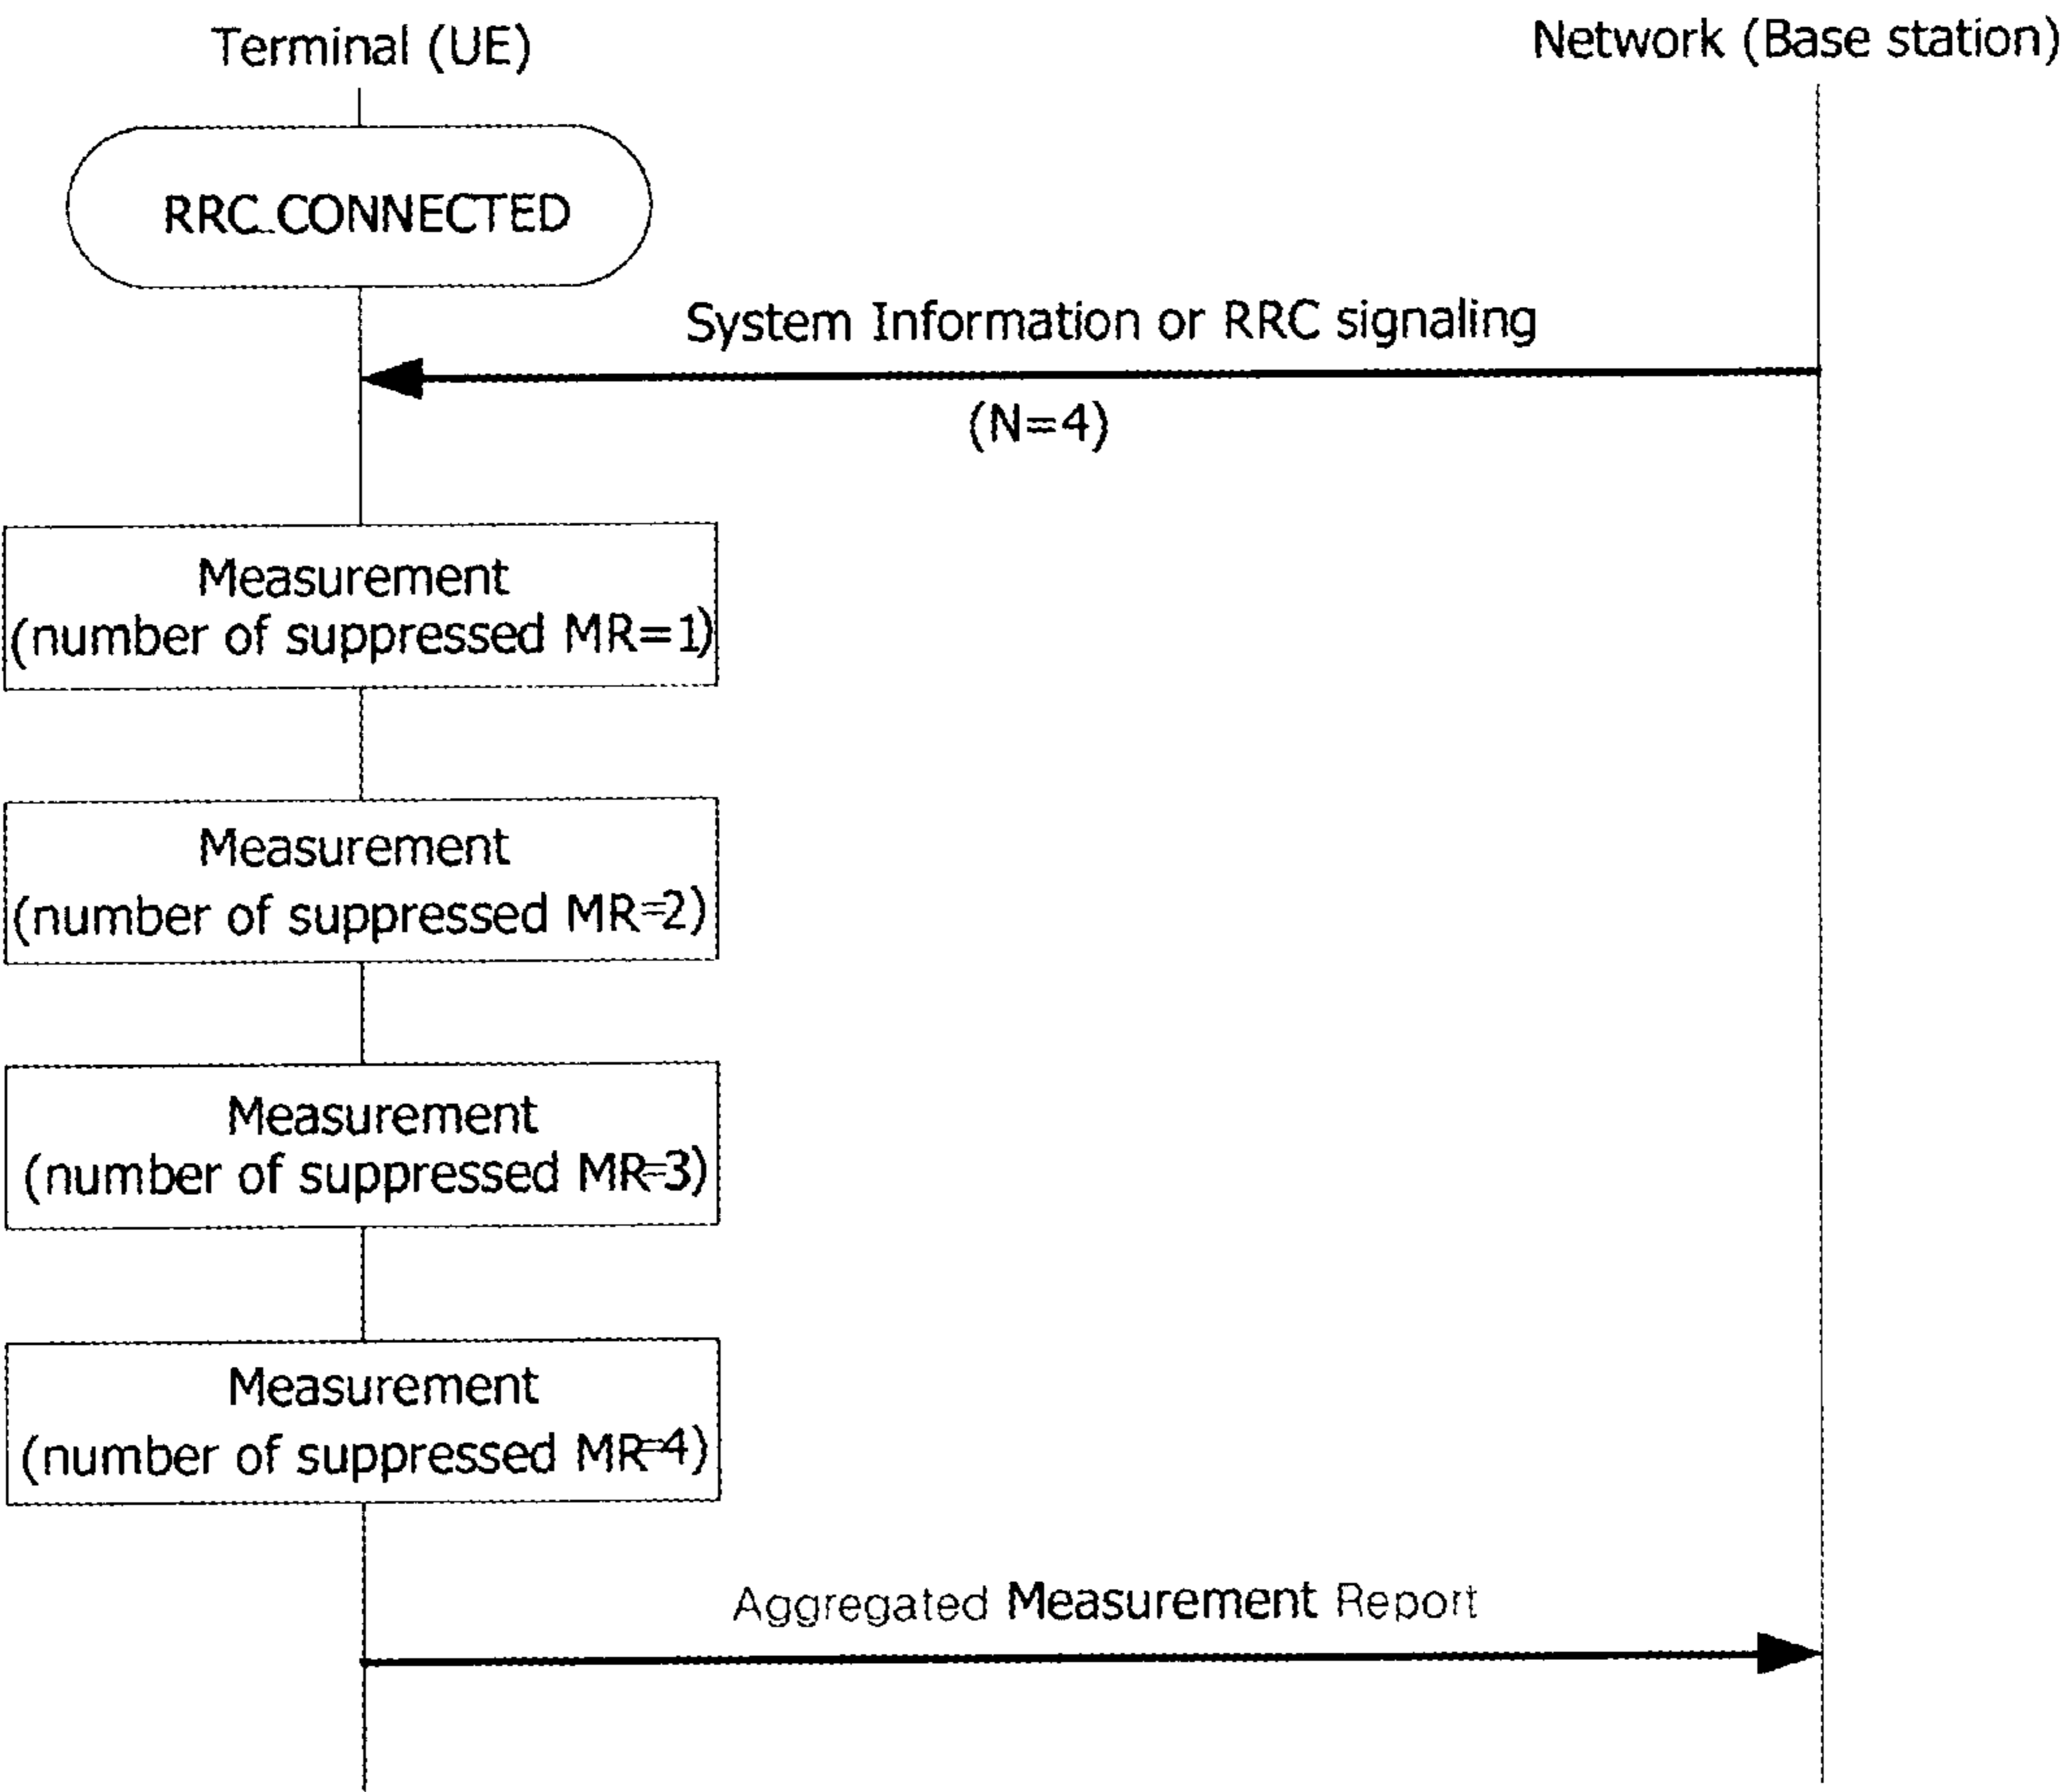 Terminal (UE)
Network (Base station)
RRC_CONNECTED
System Information or RRC signaling
(N=4)
Measurement
(number of suppressed MR=1)
Measurement
(number of suppressed MR=2)
Measurement
(number of suppressed MR=3)
Measurement
(number of suppressed MR=4)
Aggregated Measurement Report